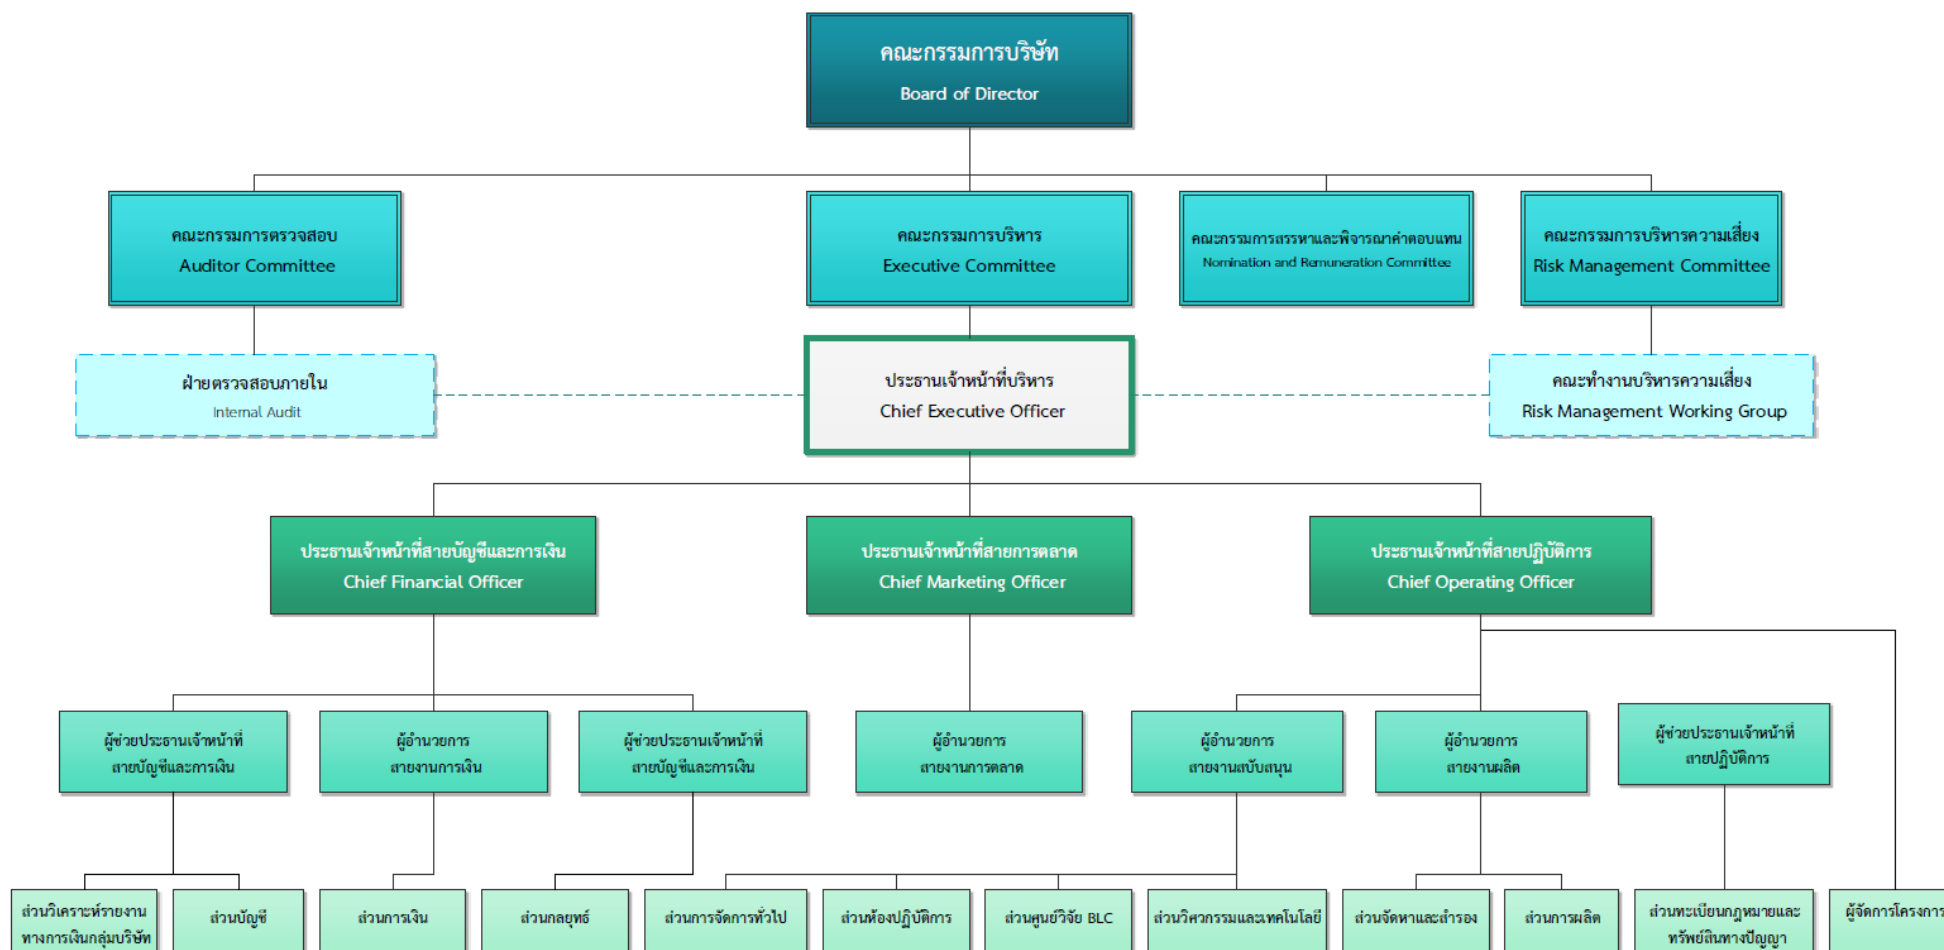 คณะกรรมการบริษัท
Board of Director
คณะกรรมการตรวจสอบ
Auditor Committee
คณะกรรมการบริหาร
Executive Committee
คณะกรรมการสรรหาและพิจารณาค่าตอบแทน
Nomination and Remuneration Committee
คณะกรรมการบริหารความเสี่ยง
Risk Management Committee
ฝ่ายตรวจสอบภายใน
Internal Audit
ประธานเจ้าหน้าที่บริหาร
Chief Executive Officer
คณะทำงานบริหารความเสี่ยง
Risk Management Working Group
ประธานเจ้าหน้าที่สายบัญชีและการเงิน
Chief Financial Officer
ประธานเจ้าหน้าที่สายการตลาด
Chief Marketing Officer
ประธานเจ้าหน้าที่สายปฏิบัติการ
Chief Operating Officer
ผู้ช่วยประธานเจ้าหน้าที่
สายบัญชีและการเงิน
ผู้อำนวยการ
สายงานการเงิน
ผู้ช่วยประธานเจ้าหน้าที่
สายบัญชีและการเงิน
ผู้อำนวยการ
สายงานการตลาด
ผู้อำนวยการ
สายงานสนับสนุน
ผู้อำนวยการ
สายงานผลิต
ผู้ช่วยประธานเจ้าหน้าที่
สายปฏิบัติการ
ส่วนวิเคราะห์รายงาน
ทางการเงินกลุ่มบริษัท
ส่วนบัญชี
ส่วนการเงิน
ส่วนกลยุทธ์
ส่วนการจัดการทั่วไป
ส่วนห้องปฏิบัติการ
ส่วนศูนย์วิจัย BLC
ส่วนวิศวกรรมและเทคโนโลยี
ส่วนจัดหาและสำรอง
ส่วนการผลิต
ส่วนทะเบียนกฎหมายและ
ทรัพย์สินทางปัญญา
ผู้จัดการโครงการ